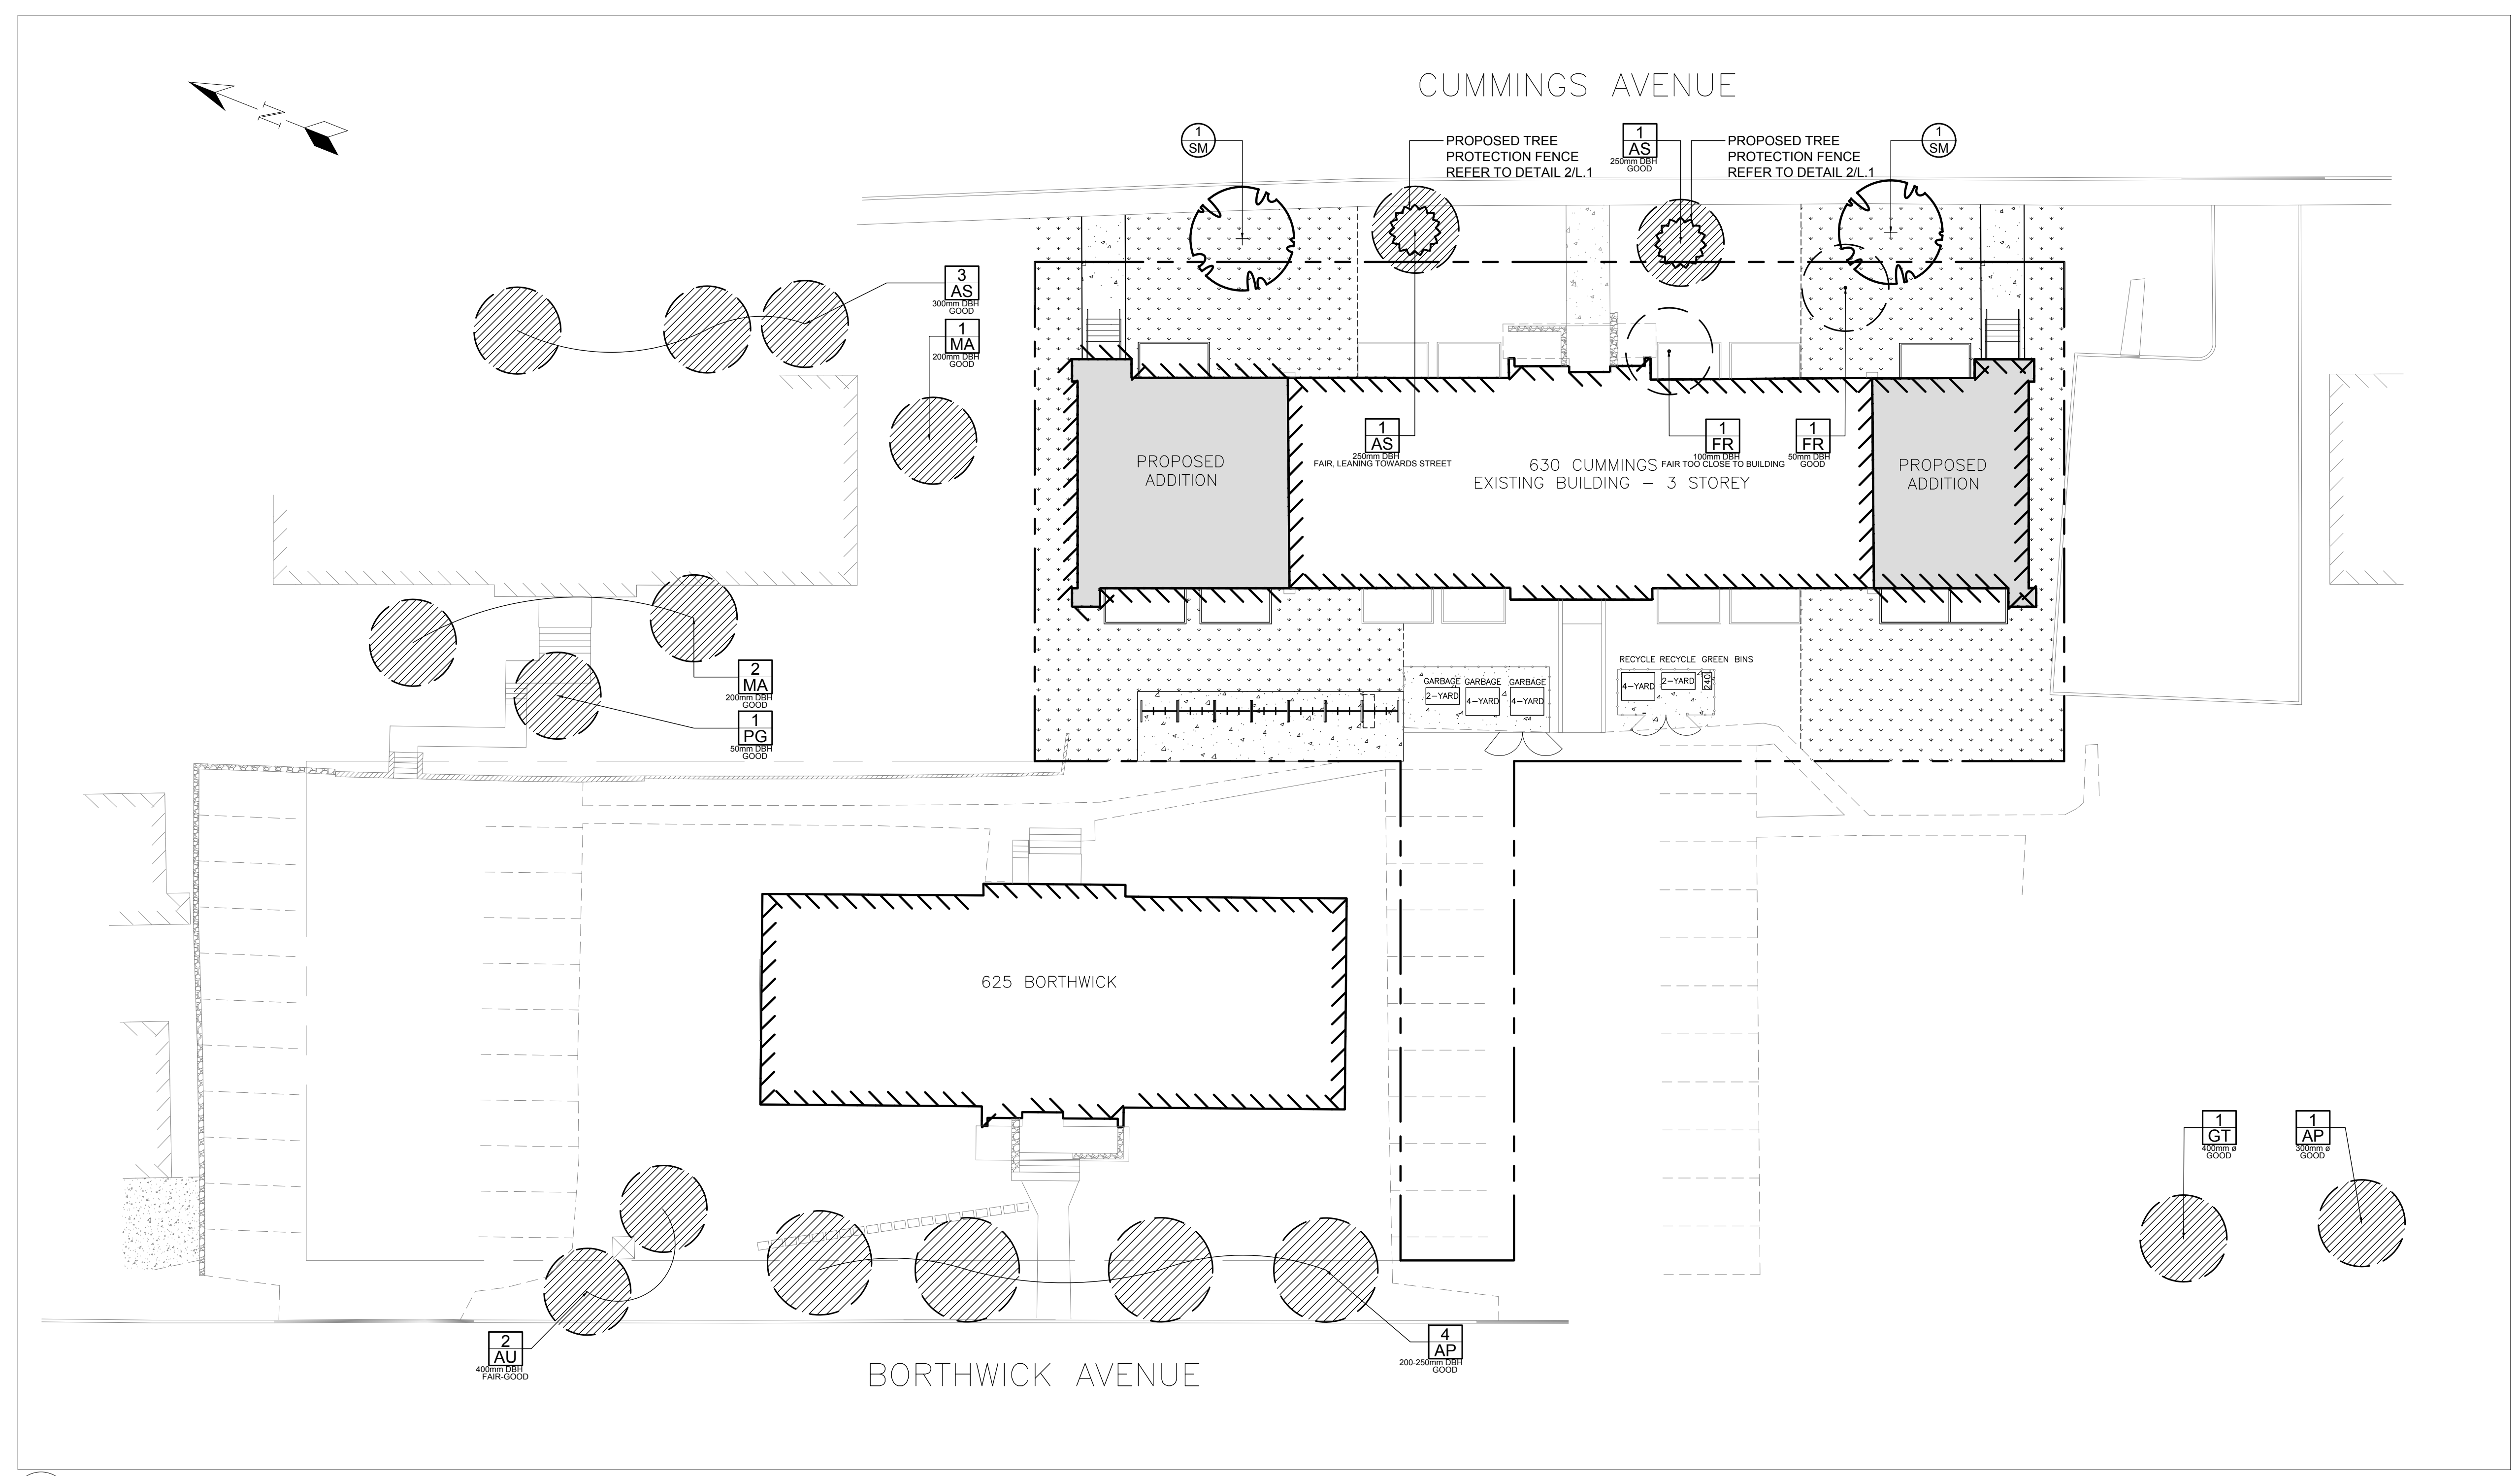 CUMMINGS AVENUE
N
1
SM
PROPOSED TREE
PROTECTION FENCE
REFER TO DETAIL 2/L.1
1
AS
250mm DBH
GOOD
PROPOSED TREE
PROTECTION FENCE
REFER TO DETAIL 2/L.1
1
SM
3
AS
300mm DBH
GOOD
1
MA
200mm DBH
GOOD
PROPOSED
ADDITION
1
AS
250mm DBH
FAIR, LEANING TOWARDS STREET
1
FR
100mm DBH
FAIR TOO CLOSE TO BUILDING
1
FR
50mm DBH
GOOD
630 CUMMINGS
EXISTING BUILDING – 3 STOREY
PROPOSED
ADDITION
2
MA
200mm DBH
GOOD
1
PG
50mm DBH
GOOD
GARBAGE GARBAGE GARBAGE
2-YARD 4-YARD 4-YARD
RECYCLE RECYCLE GREEN BINS
4-YARD 2-YARD 240L
625 BORTHWICK
1
GT
400mm ø
GOOD
1
AP
300mm ø
GOOD
2
AU
400mm DBH
FAIR-GOOD
4
AP
200-250mm DBH
GOOD
BORTHWICK AVENUE